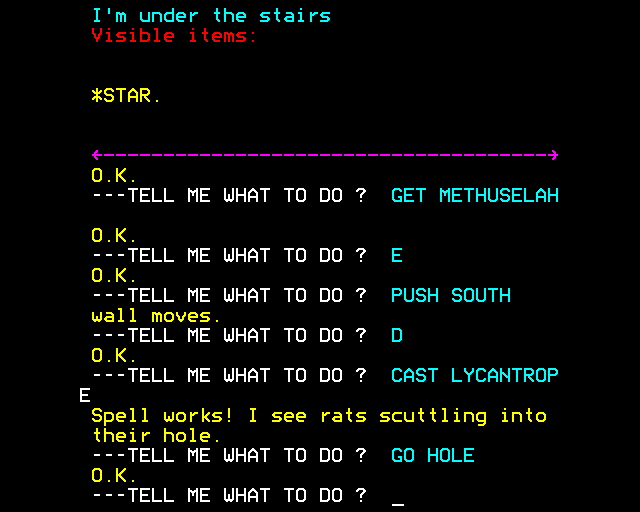 I'm under the stairs
Visible items:
*STAR.
<--------------------------------------->
O.K.
---TELL ME WHAT TO DO ?  GET METHUSELAH
O.K.
---TELL ME WHAT TO DO ?  E
O.K.
---TELL ME WHAT TO DO ?  PUSH SOUTH
wall moves.
---TELL ME WHAT TO DO ?  D
O.K.
---TELL ME WHAT TO DO ?  CAST LYCANTROP
E
Spell works! I see rats scuttling into
their hole.
---TELL ME WHAT TO DO ?  GO HOLE
O.K.
---TELL ME WHAT TO DO ?  _